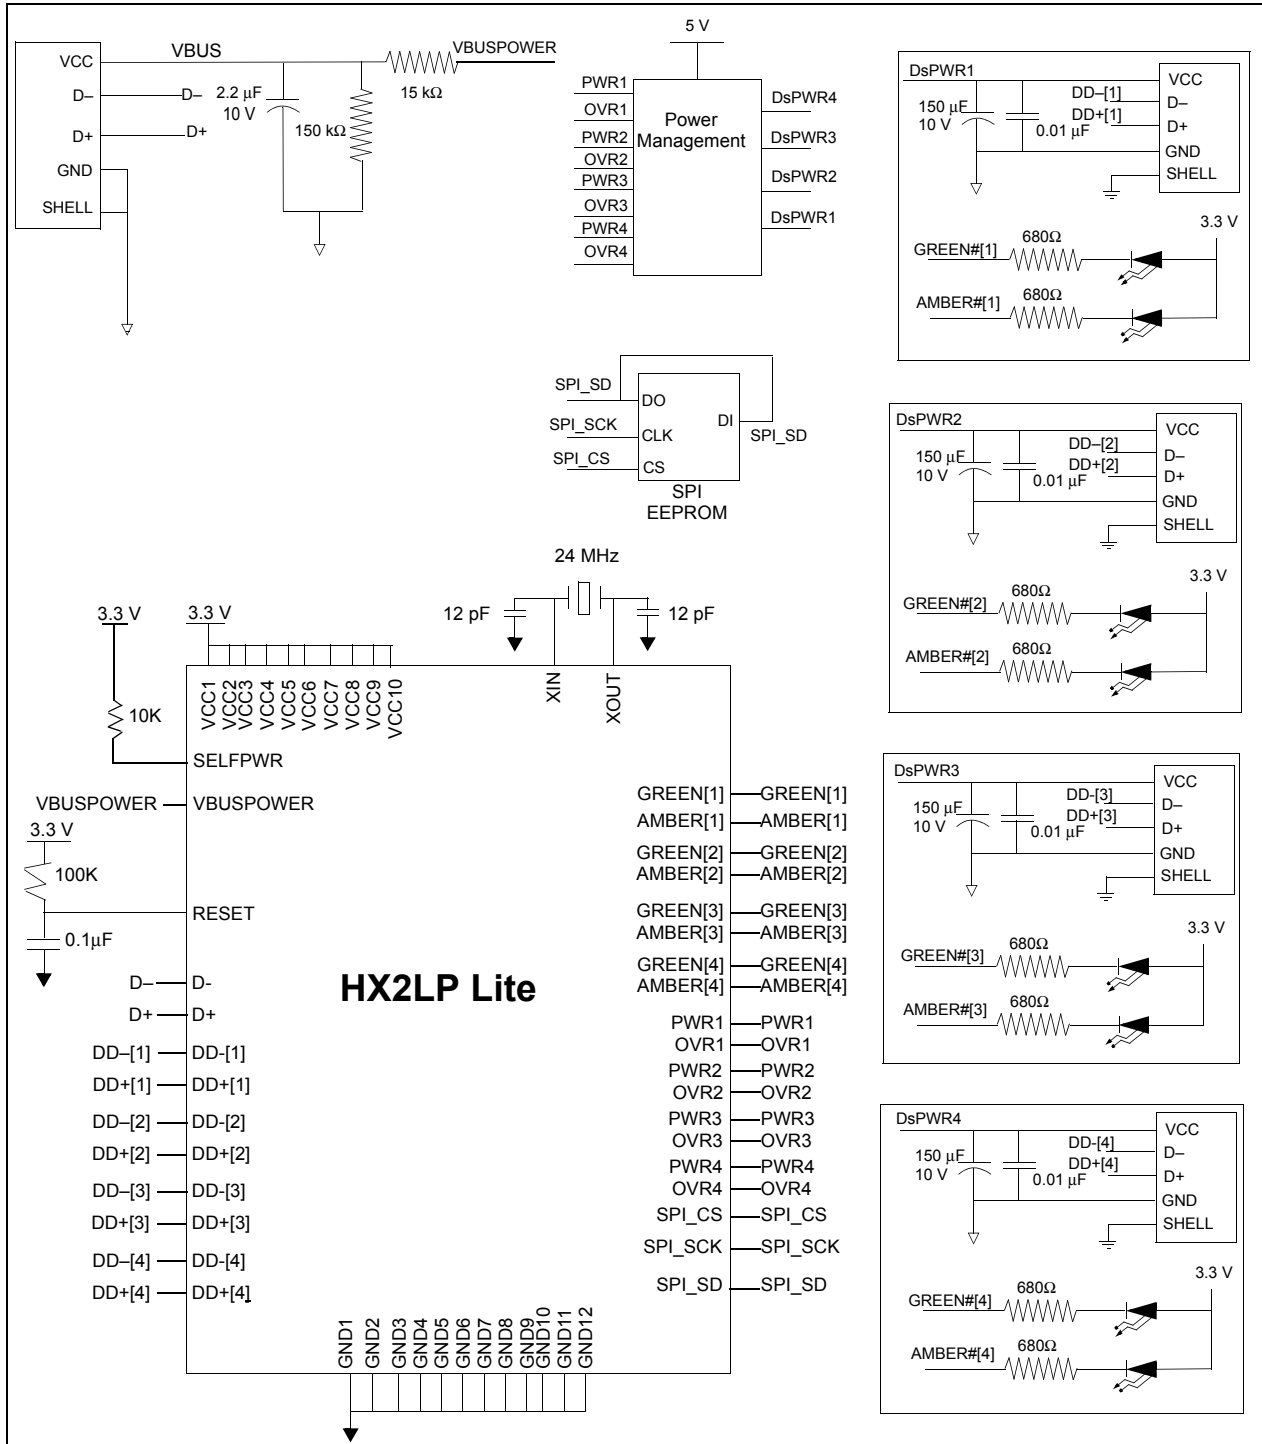 VCC
D–
D+
GND
SHELL
VBUS
D–
D+
2.2 μF
10 V
150 kΩ
15 kΩ
VBUSPOWER
5 V
PWR1
OVR1
PWR2
OVR2
PWR3
OVR3
PWR4
OVR4
Power
Management
DsPWR4
DsPWR3
DsPWR2
DsPWR1
SPI_SD
SPI_SCK
SPI_CS
DO
CLK
CS
DI
SPI_SD
SPI
EEPROM
24 MHz
12 pF
12 pF
3.3 V
3.3 V
10K
VCC1
VCC2
VCC3
VCC4
VCC5
VCC6
VCC7
VCC8
VCC9
VCC10
XIN
XOUT
SELFPWR
VBUSPOWER
VBUSPOWER
3.3 V
100K
RESET
0.1μF
HX2LP Lite
D– D-
D+ D+
DD–[1] DD-[1]
DD+[1] DD+[1]
DD–[2] DD-[2]
DD+[2] DD+[2]
DD–[3] DD-[3]
DD+[3] DD+[3]
DD–[4] DD-[4]
DD+[4] DD+[4]
GREEN[1] GREEN[1]
AMBER[1] AMBER[1]
GREEN[2] GREEN[2]
AMBER[2] AMBER[2]
GREEN[3] GREEN[3]
AMBER[3] AMBER[3]
GREEN[4] GREEN[4]
AMBER[4] AMBER[4]
PWR1 PWR1
OVR1 OVR1
PWR2 PWR2
OVR2 OVR2
PWR3 PWR3
OVR3 OVR3
PWR4 PWR4
OVR4 OVR4
SPI_CS SPI_CS
SPI_SCK SPI_SCK
SPI_SD SPI_SD
GND1
GND2
GND3
GND4
GND5
GND6
GND7
GND8
GND9
GND10
GND11
GND12
DsPWR1
150 μF
10 V
0.01 μF
DD–[1]
DD+[1]
VCC
D–
D+
GND
SHELL
3.3 V
GREEN#[1]
680Ω
AMBER#[1]
680Ω
DsPWR2
150 μF
10 V
0.01 μF
DD–[2]
DD+[2]
VCC
D–
D+
GND
SHELL
3.3 V
GREEN#[2]
680Ω
AMBER#[2]
680Ω
DsPWR3
150 μF
10 V
0.01 μF
DD-[3]
DD+[3]
VCC
D–
D+
GND
SHELL
3.3 V
GREEN#[3]
680Ω
AMBER#[3]
680Ω
DsPWR4
150 μF
10 V
0.01 μF
DD-[4]
DD+[4]
VCC
D–
D+
GND
SHELL
3.3 V
GREEN#[4]
680Ω
AMBER#[4]
680Ω